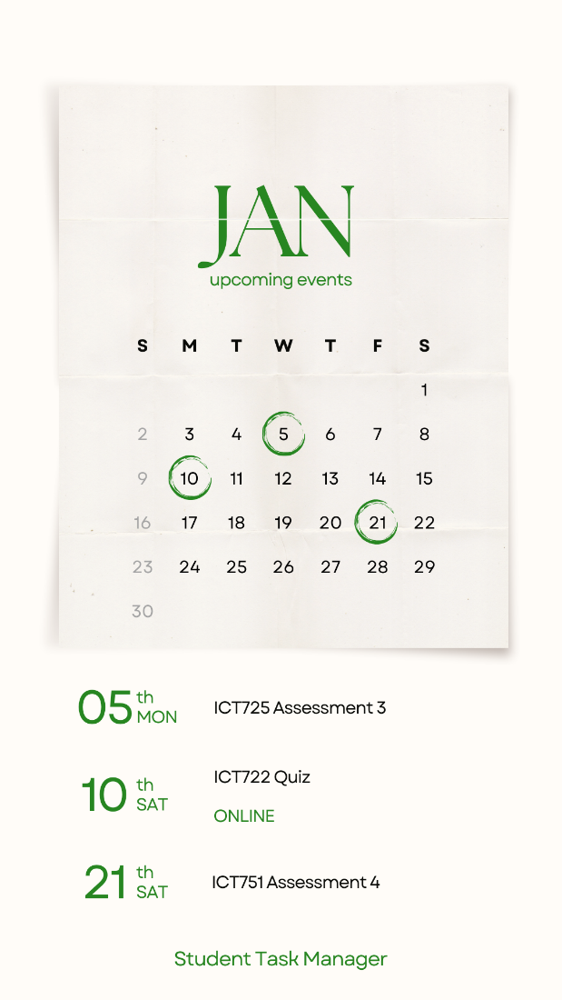 JAN
upcoming events
S M T W T F S
1
2 3 4 5 6 7 8
9 10 11 12 13 14 15
16 17 18 19 20 21 22
23 24 25 26 27 28 29
30
05 th MON ICT725 Assessment 3
10 th SAT ICT722 Quiz
ONLINE
21 th SAT ICT751 Assessment 4
Student Task Manager